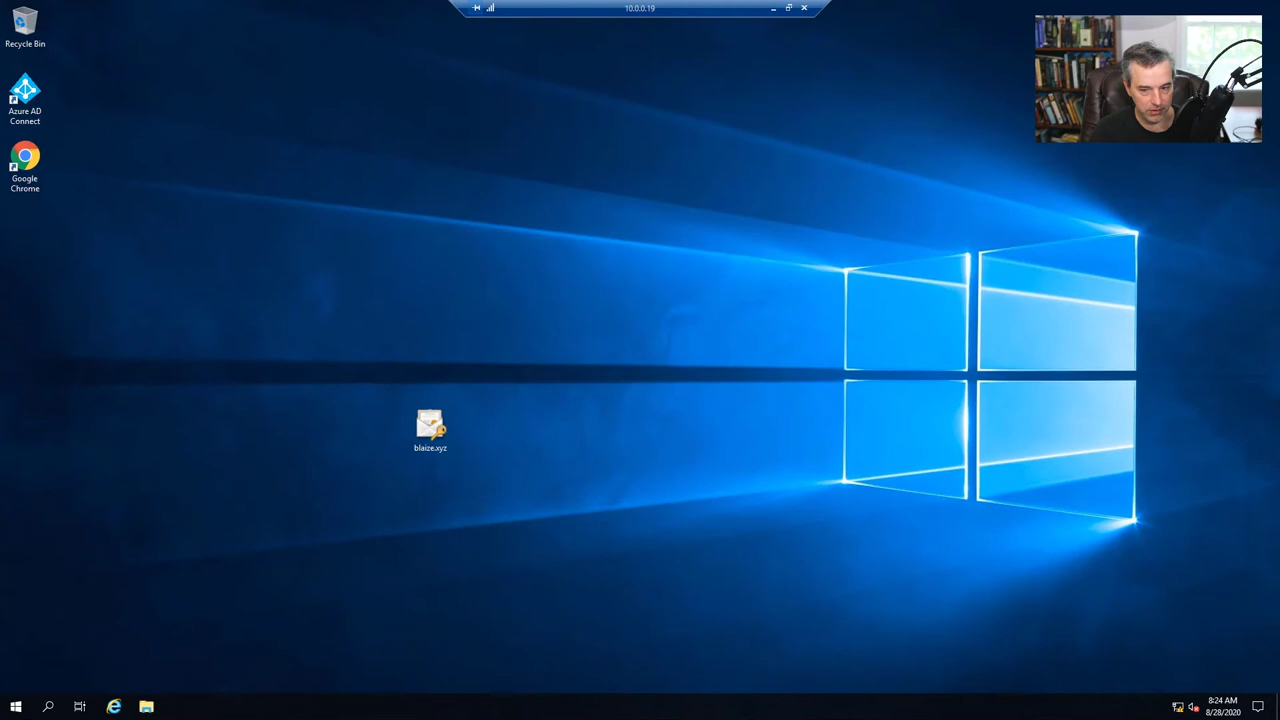 10.0.0.19
Recycle Bin
Azure AD
Connect
Google
Chrome
blaize.xyz
8:24 AM
8/28/2020